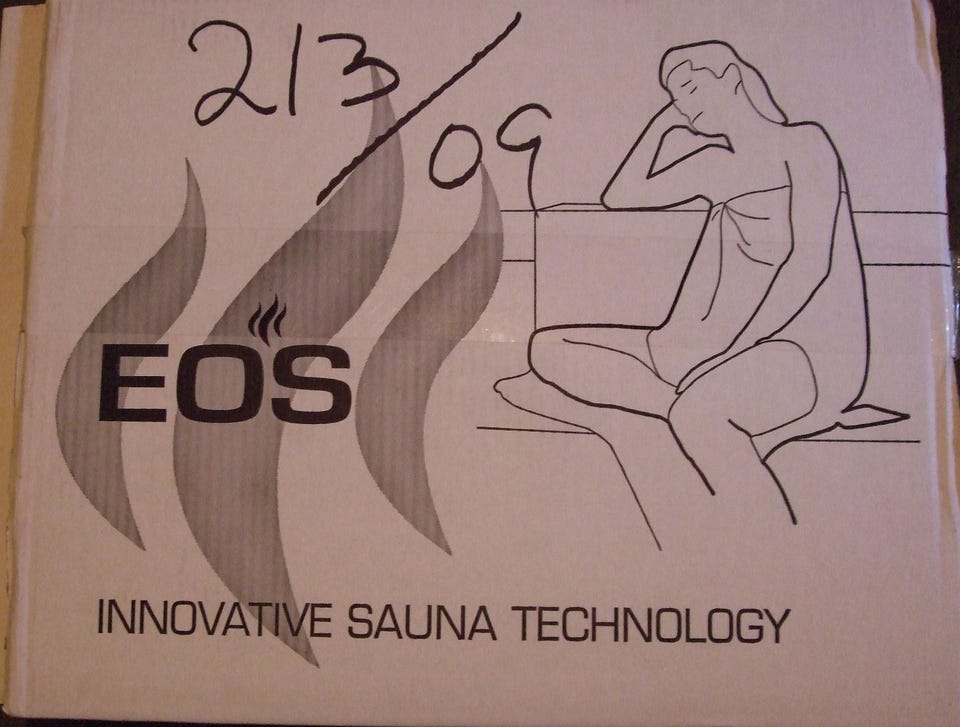 213/09
EOS
INNOVATIVE SAUNA TECHNOLOGY